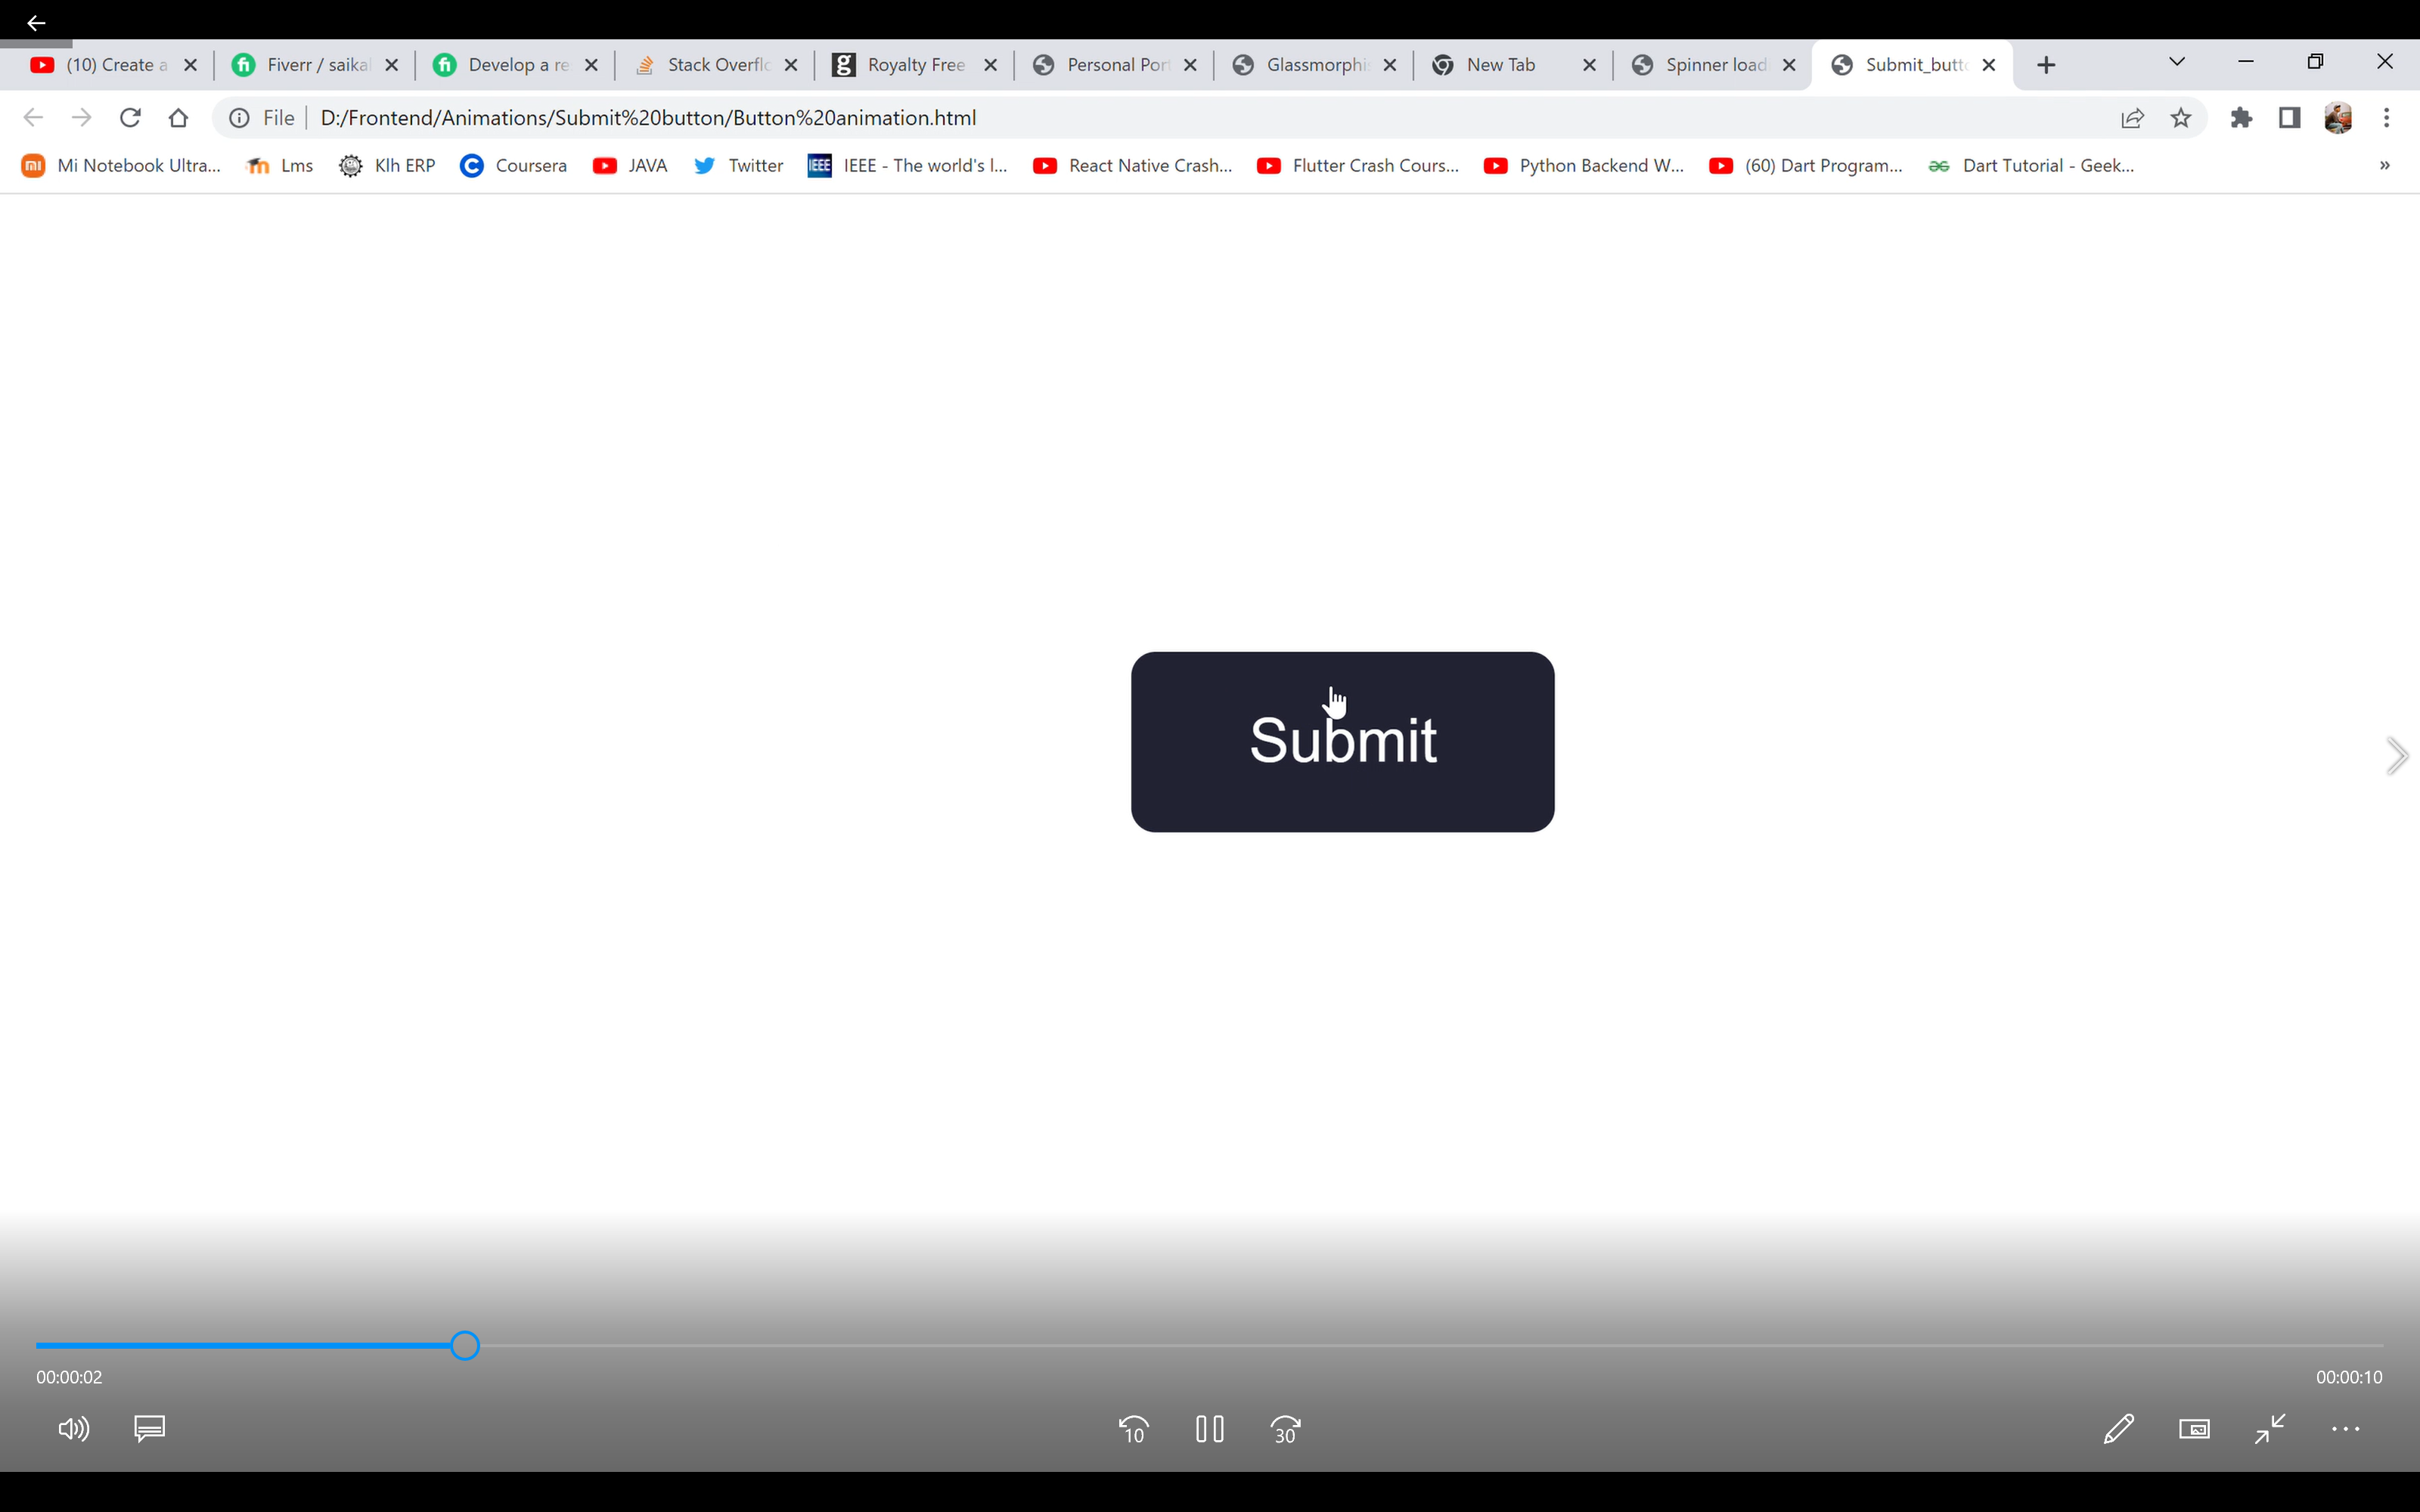 (10) Create a
Fiverr / saika
Develop a re
Stack Overflo
Royalty Free
Personal Por
Glassmorphi
New Tab
Spinner load
Submit_butt
File
D:/Frontend/Animations/Submit%20button/Button%20animation.html
Mi Notebook Ultra...
Lms
Klh ERP
Coursera
JAVA
Twitter
IEEE
IEEE - The world's l...
React Native Crash...
Flutter Crash Cours...
Python Backend W...
(60) Dart Program...
Dart Tutorial - Geek...
»
Submit
00:00:02
00:00:10
10
30